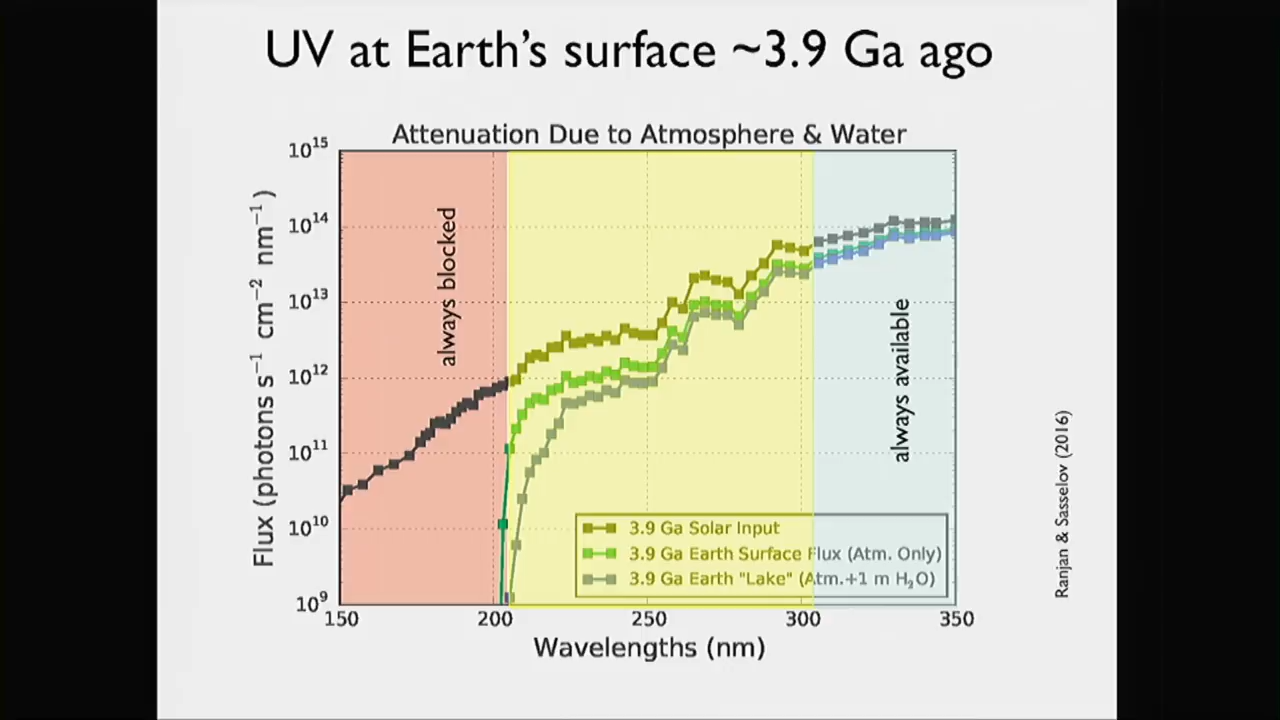 UV at Earth's surface ~3.9 Ga ago
Attenuation Due to Atmosphere & Water
10¹⁵
10¹⁴
10¹³
10¹²
10¹¹
10¹⁰
10⁹
Flux (photons s⁻¹ cm⁻² nm⁻¹ )
always blocked
always available
3.9 Ga Solar Input
3.9 Ga Earth Surface Flux (Atm. Only)
3.9 Ga Earth "Lake" (Atm.+1 m H₂O)
150 200 250 300 350
Wavelengths (nm)
Ranjan & Sasselov (2016)